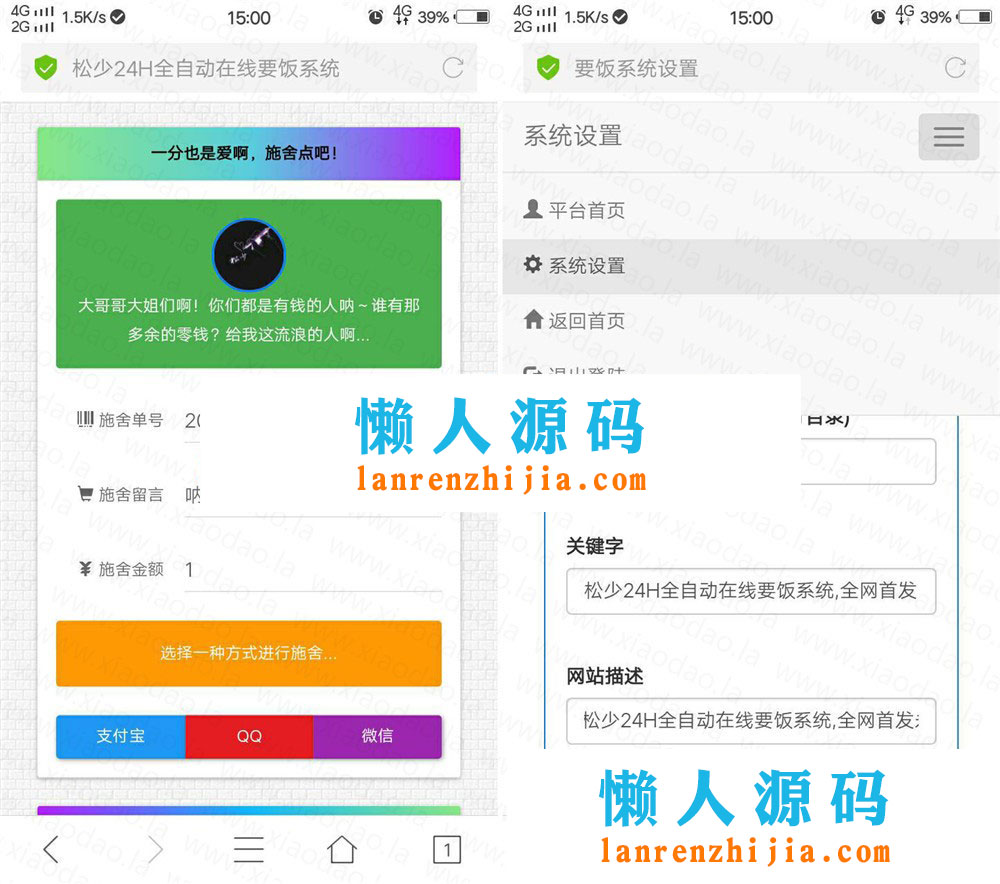 4G 1.5K/s 15:00 4G 39%
2G
松少24H全自动在线要饭系统
一分也是爱啊，施舍点吧！
大哥哥大姐们啊！你们都是有钱的人呐～谁有那
多余的零钱？给我这流浪的人啊...
施舍单号 20
施舍留言 呐
¥ 施舍金额 1
选择一种方式进行施舍...
支付宝 QQ 微信
1
4G 1.5K/s 15:00 4G 39%
2G
要饭系统设置
系统设置
平台首页
系统设置
返回首页
退出登陆
目录)
关键字
松少24H全自动在线要饭系统,全网首发
网站描述
松少24H全自动在线要饭系统,全网首发
懒人源码
lanrenzhijia.com
懒人源码
lanrenzhijia.com
www.xiaodao.la